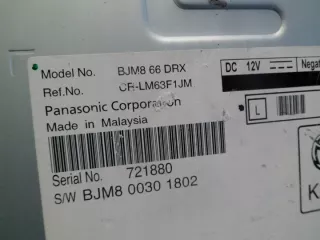 Model No. BJM8 66 DRX
Ref.No. CR-LM63F1JM
Panasonic Corporation
Made in Malaysia
DC 12V
L
Serial No. 721880
S/W BJM8 0030 1802